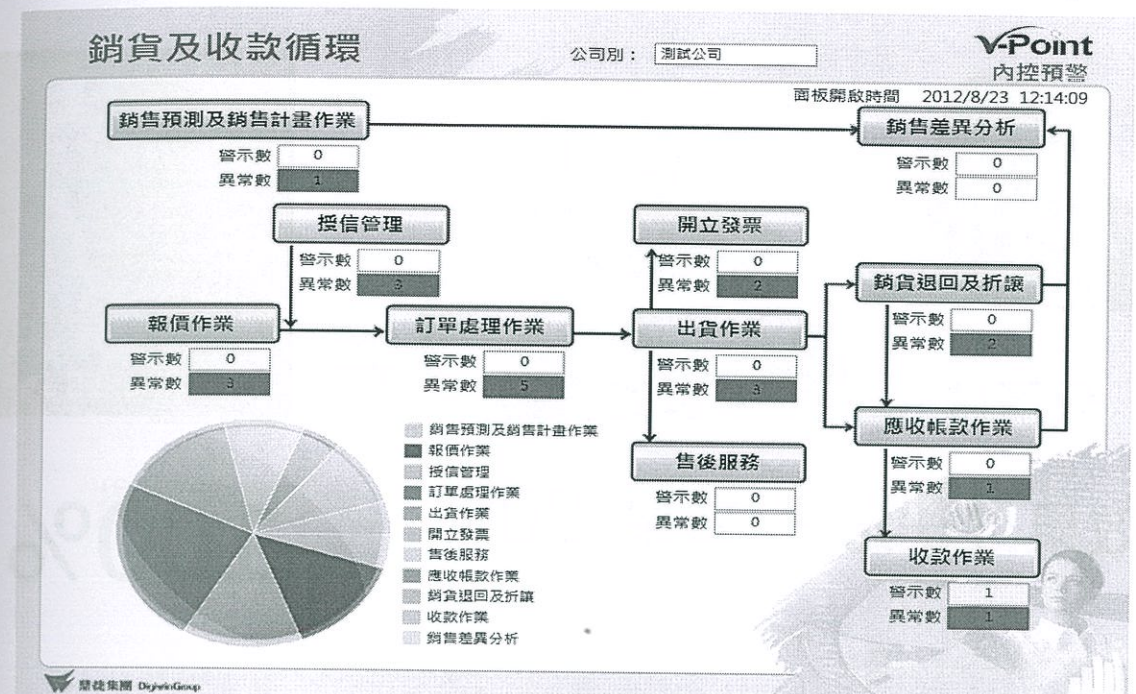 銷貨及收款循環
公司別： 測試公司
V-Point
內控預警
面板開啟時間 2012/8/23 12:14:09
銷售預測及銷售計畫作業
警示數 0
異常數 1
銷售差異分析
警示數 0
異常數 0
授信管理
警示數 0
異常數 3
開立發票
警示數 0
異常數 2
銷貨退回及折讓
警示數 0
異常數 2
報價作業
警示數 0
異常數 3
訂單處理作業
警示數 0
異常數 5
出貨作業
警示數 0
異常數 3
應收帳款作業
警示數 0
異常數 1
售後服務
警示數 0
異常數 0
收款作業
警示數 1
異常數 1
銷售預測及銷售計畫作業
報價作業
授信管理
訂單處理作業
出貨作業
開立發票
售後服務
應收帳款作業
銷貨退回及折讓
收款作業
銷售差異分析
鼎捷集團 DigiwinGroup